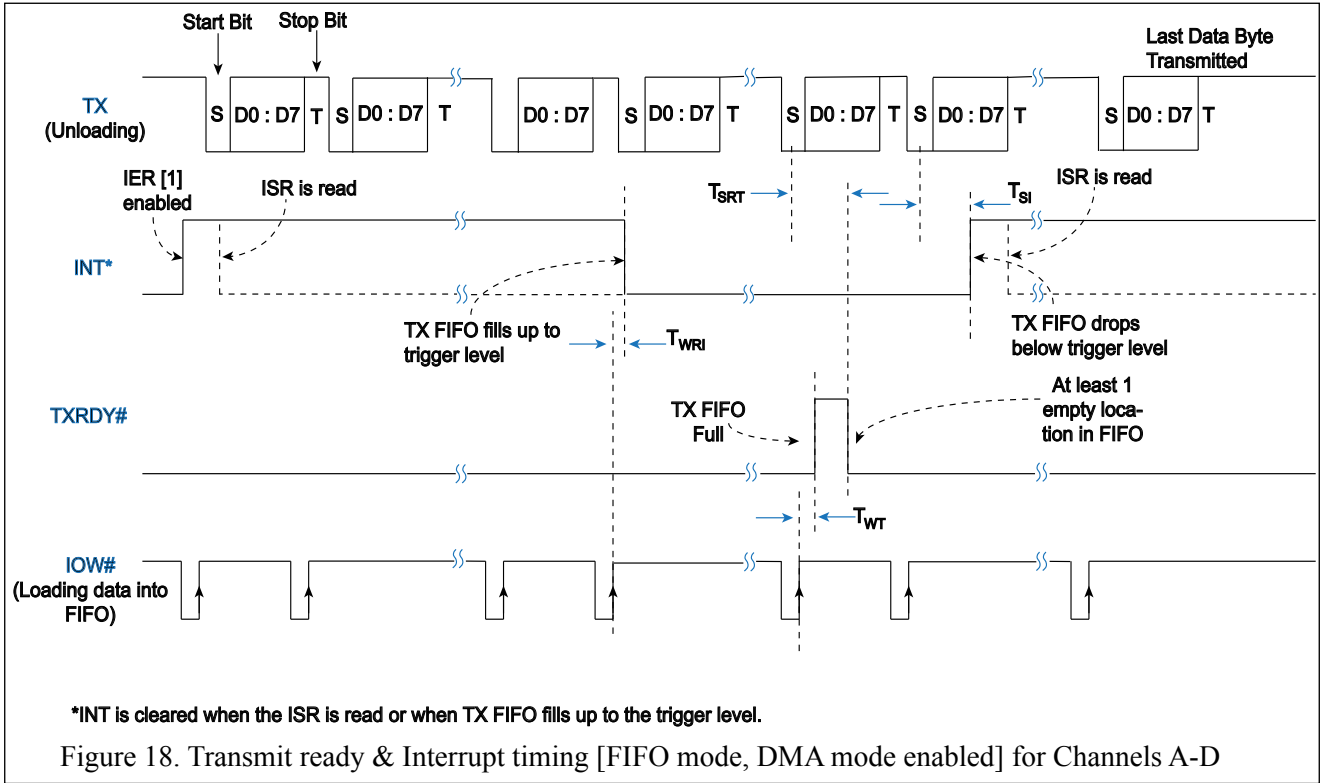 Start Bit
Stop Bit
Last Data Byte
Transmitted
TX
(Unloading)
S D0 : D7 T S D0 : D7 T D0 : D7 S D0 : D7 T S D0 : D7 T S D0 : D7 T S D0 : D7 T
IER [1]
enabled
ISR is read
TSRT
TSI
ISR is read
INT*
TX FIFO fills up to
trigger level
TWRI
TX FIFO drops
below trigger level
TXRDY#
TX FIFO
Full
At least 1
empty loca-
tion in FIFO
TWT
IOW#
(Loading data into
FIFO)
*INT is cleared when the ISR is read or when TX FIFO fills up to the trigger level.
Figure 18. Transmit ready & Interrupt timing [FIFO mode, DMA mode enabled] for Channels A-D